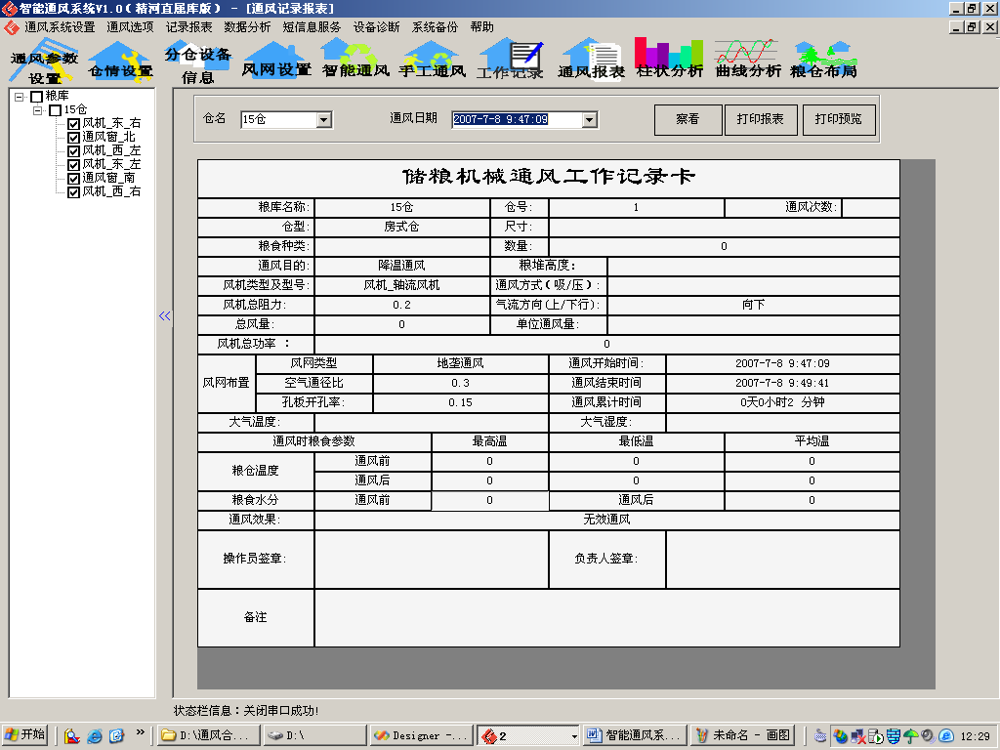 智能通风系统V1.0(精河直属库版) - [通风记录报表]
通风系统设置 通风选项 记录报表 数据分析 短信息服务 设备诊断 系统备份 帮助
通风参数设置 仓情设置 分仓设备信息 风网设置 智能通风 手工通风 工作记录 通风报表 柱状分析 曲线分析 粮仓布局
粮库
15仓
风机_东_右
通风窗_北
风机_西_左
风机_东_左
通风窗_南
风机_西_右
仓名 15仓 通风日期 2007-7-8 9:47:09 察看 打印报表 打印预览
储粮机械通风工作记录卡
粮库名称: 15仓 仓号: 1 通风次数:
仓型: 房式仓 尺寸:
粮食种类: 数量: 0
通风目的: 降温通风 粮堆高度:
风机类型及型号: 风机_轴流风机 通风方式(吸/压):
风机总阻力: 0.2 气流方向(上/下行): 向下
总风量: 0 单位通风量:
风机总功率 : 0
风网布置 风网类型 地垄通风 通风开始时间: 2007-7-8 9:47:09
空气通径比 0.3 通风结束时间 2007-7-8 9:49:41
孔板开孔率: 0.15 通风累计时间 0天0小时2 分钟
大气温度: 大气湿度:
通风时粮食参数 最高温 最低温 平均温
粮仓温度 通风前 0 0 0
通风后 0 0 0
粮食水分 通风前 0 通风后 0
通风效果: 无效通风
操作员签章: 负责人签章:
备注
«
状态栏信息：关闭串口成功!
开始 » D:\通风合... D:\ Designer -... 2 智能通风系... 未命名 - 画图 12:29